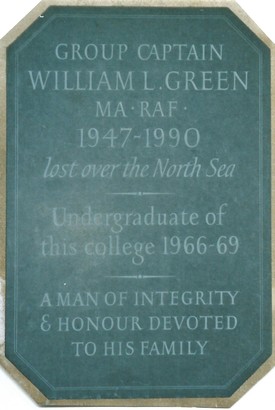 GROUP CAPTAIN
WILLIAM L. GREEN
MA · RAF ·
1947-1990
lost over the North Sea
Undergraduate of
this college 1966-69
A MAN OF INTEGRITY
& HONOUR DEVOTED
TO HIS FAMILY